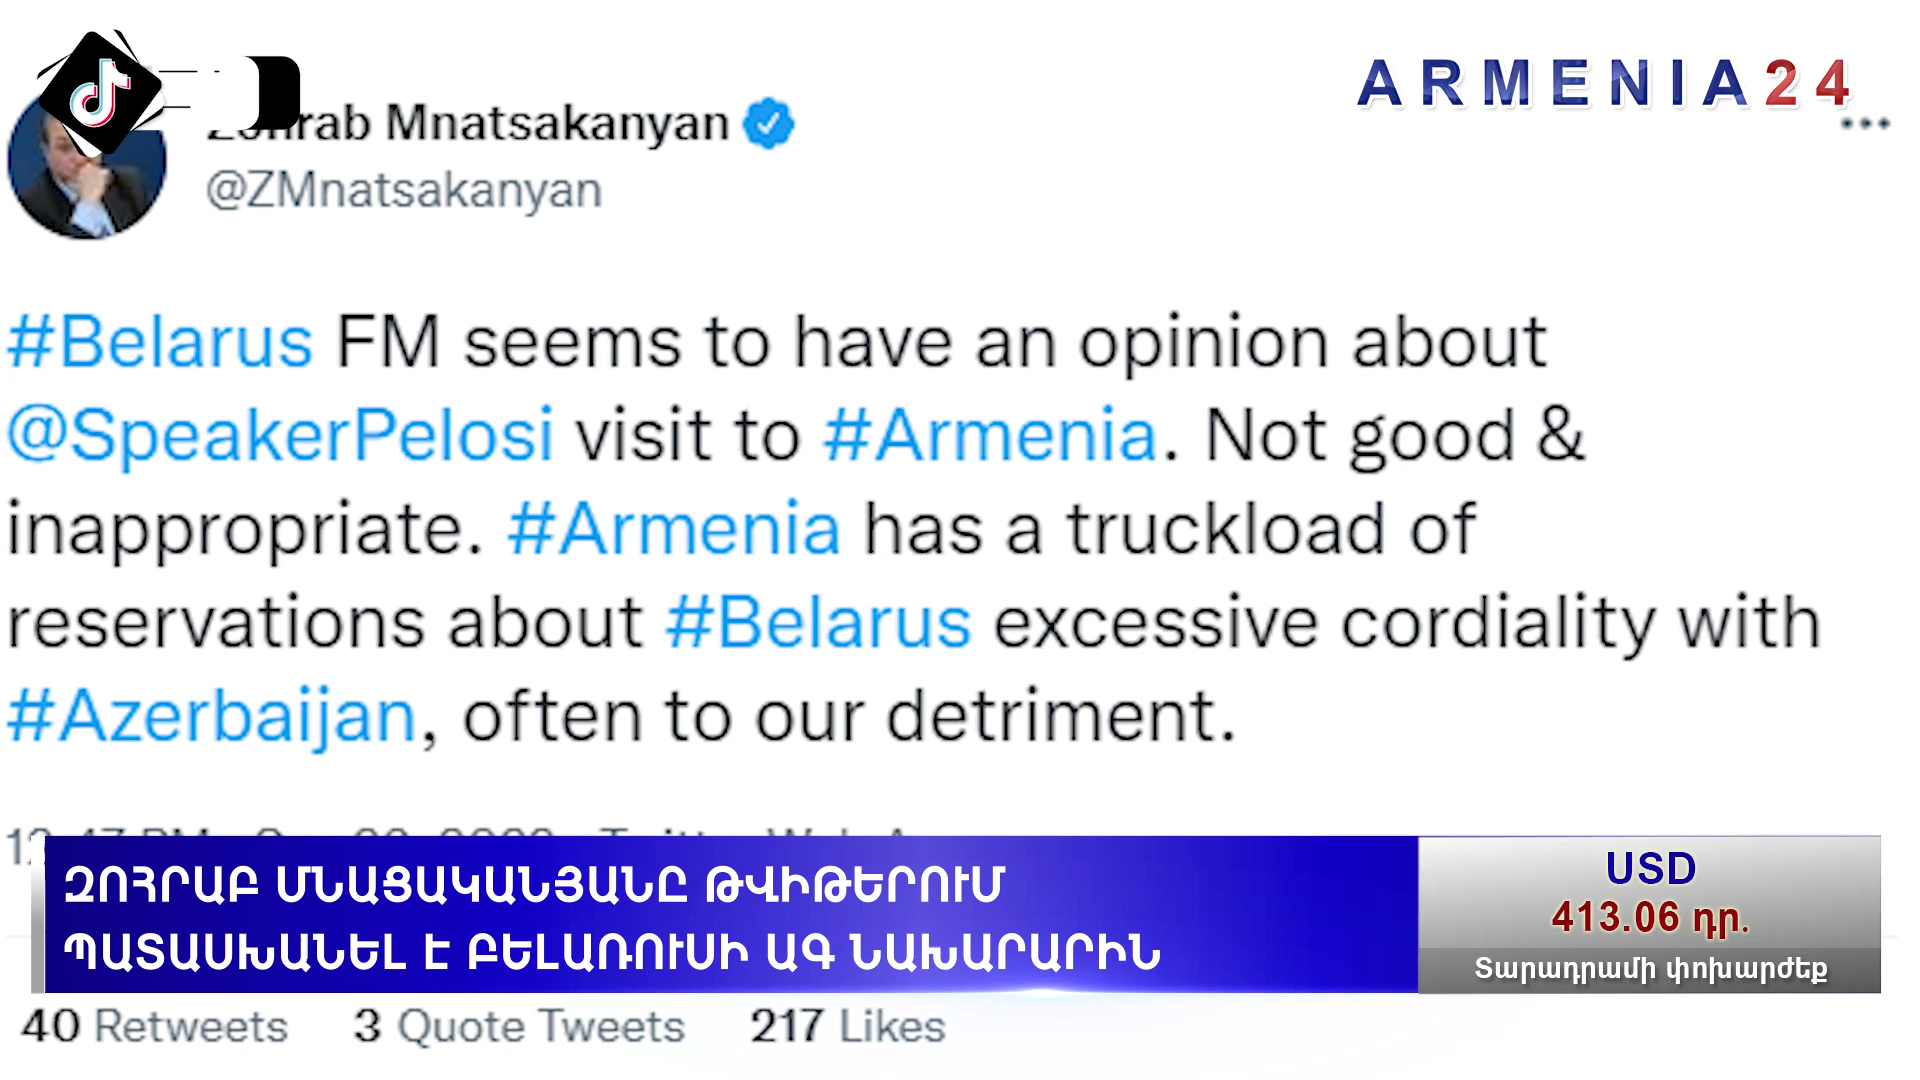 ARMENIA24
Mnatsakanyan
@ZMnatsakanyan
#Belarus FM seems to have an opinion about
@SpeakerPelosi visit to #Armenia. Not good &
inappropriate. #Armenia has a truckload of
reservations about #Belarus excessive cordiality with
#Azerbaijan, often to our detriment.
ԶՈՀՐԱԲ ՄՆԱՑԱԿԱՆՅԱՆԸ ԹՎԻԹԵՐՈՒՄ
ՊԱՏԱՍԽԱՆԵԼ Է ԲԵԼԱՌՈՒՍԻ ԱԳ ՆԱԽԱՐԱՐԻՆ
USD
413.06 դր.
Տարադրամի փոխարժեք
40 Retweets 3 Quote Tweets 217 Likes